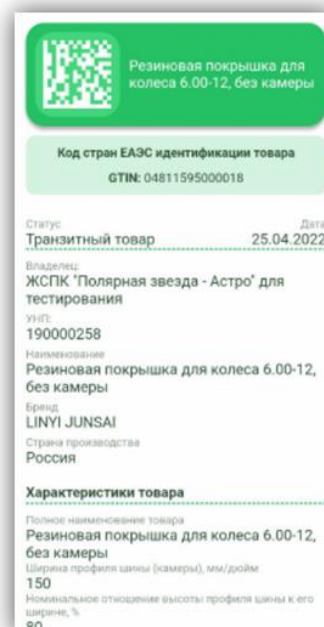 Резиновая покрышка для
колеса 6.00-12, без камеры
Код стран ЕАЭС идентификации товара
GTIN: 04811595000018
Статус
Дата
Транзитный товар
25.04.2022
Владелец:
ЖСПК "Полярная звезда - Астро" для
тестирования
УНП:
190000258
Наименование
Резиновая покрышка для колеса 6.00-12,
без камеры
Бренд
LINYI JUNSAI
Страна производства
Россия
Характеристики товара
Полное наименование товара
Резиновая покрышка для колеса 6.00-12,
без камеры
Ширина профиля шины (камеры), мм/дюйм
150
Номинальное отношение высоты профиля шины к его
ширине, %
80